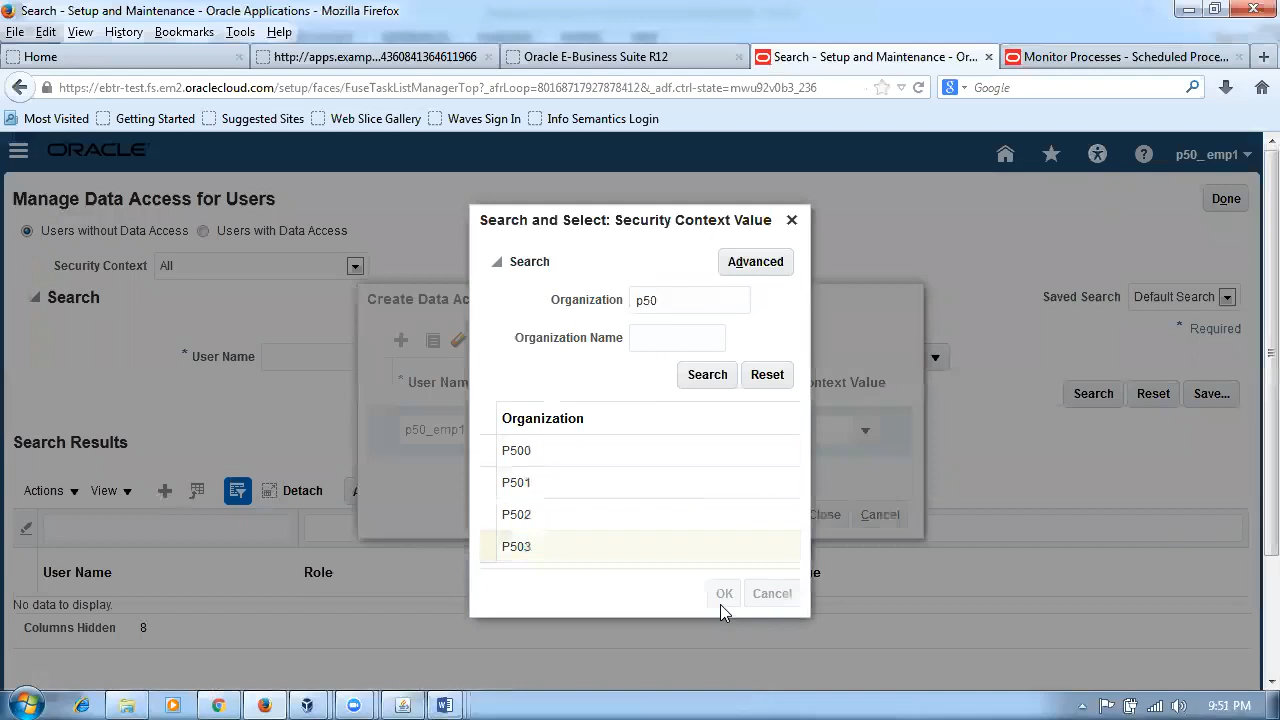 Search - Setup and Maintenance - Oracle Applications - Mozilla Firefox
File Edit View History Bookmarks Tools Help
Home http://apps.examp...4360841364611966 Oracle E-Business Suite R12 Search - Setup and Maintenance - Or... Monitor Processes - Scheduled Proce...
https://ebtr-test.fs.em2.oraclecloud.com/setup/faces/FuseTaskListManagerTop?_afrLoop=80168717927878412&_adf.ctrl-state=mwu92v0b3_236 Google
Most Visited Getting Started Suggested Sites Web Slice Gallery Waves Sign In Info Semantics Login
ORACLE p50_emp1
Manage Data Access for Users Done
Users without Data Access Users with Data Access
Security Context All
Search Saved Search Default Search
* Required
* User Name
Search Reset Save...
Search Results
Actions View Detach A
User Name Role
No data to display.
Columns Hidden 8
Create Data Ac
* User Nam ontext Value
p50_emp1
Close Cancel
Search and Select: Security Context Value
Search Advanced
Organization p50
Organization Name
Search Reset
Organization
P500
P501
P502
P503
OK Cancel
9:51 PM